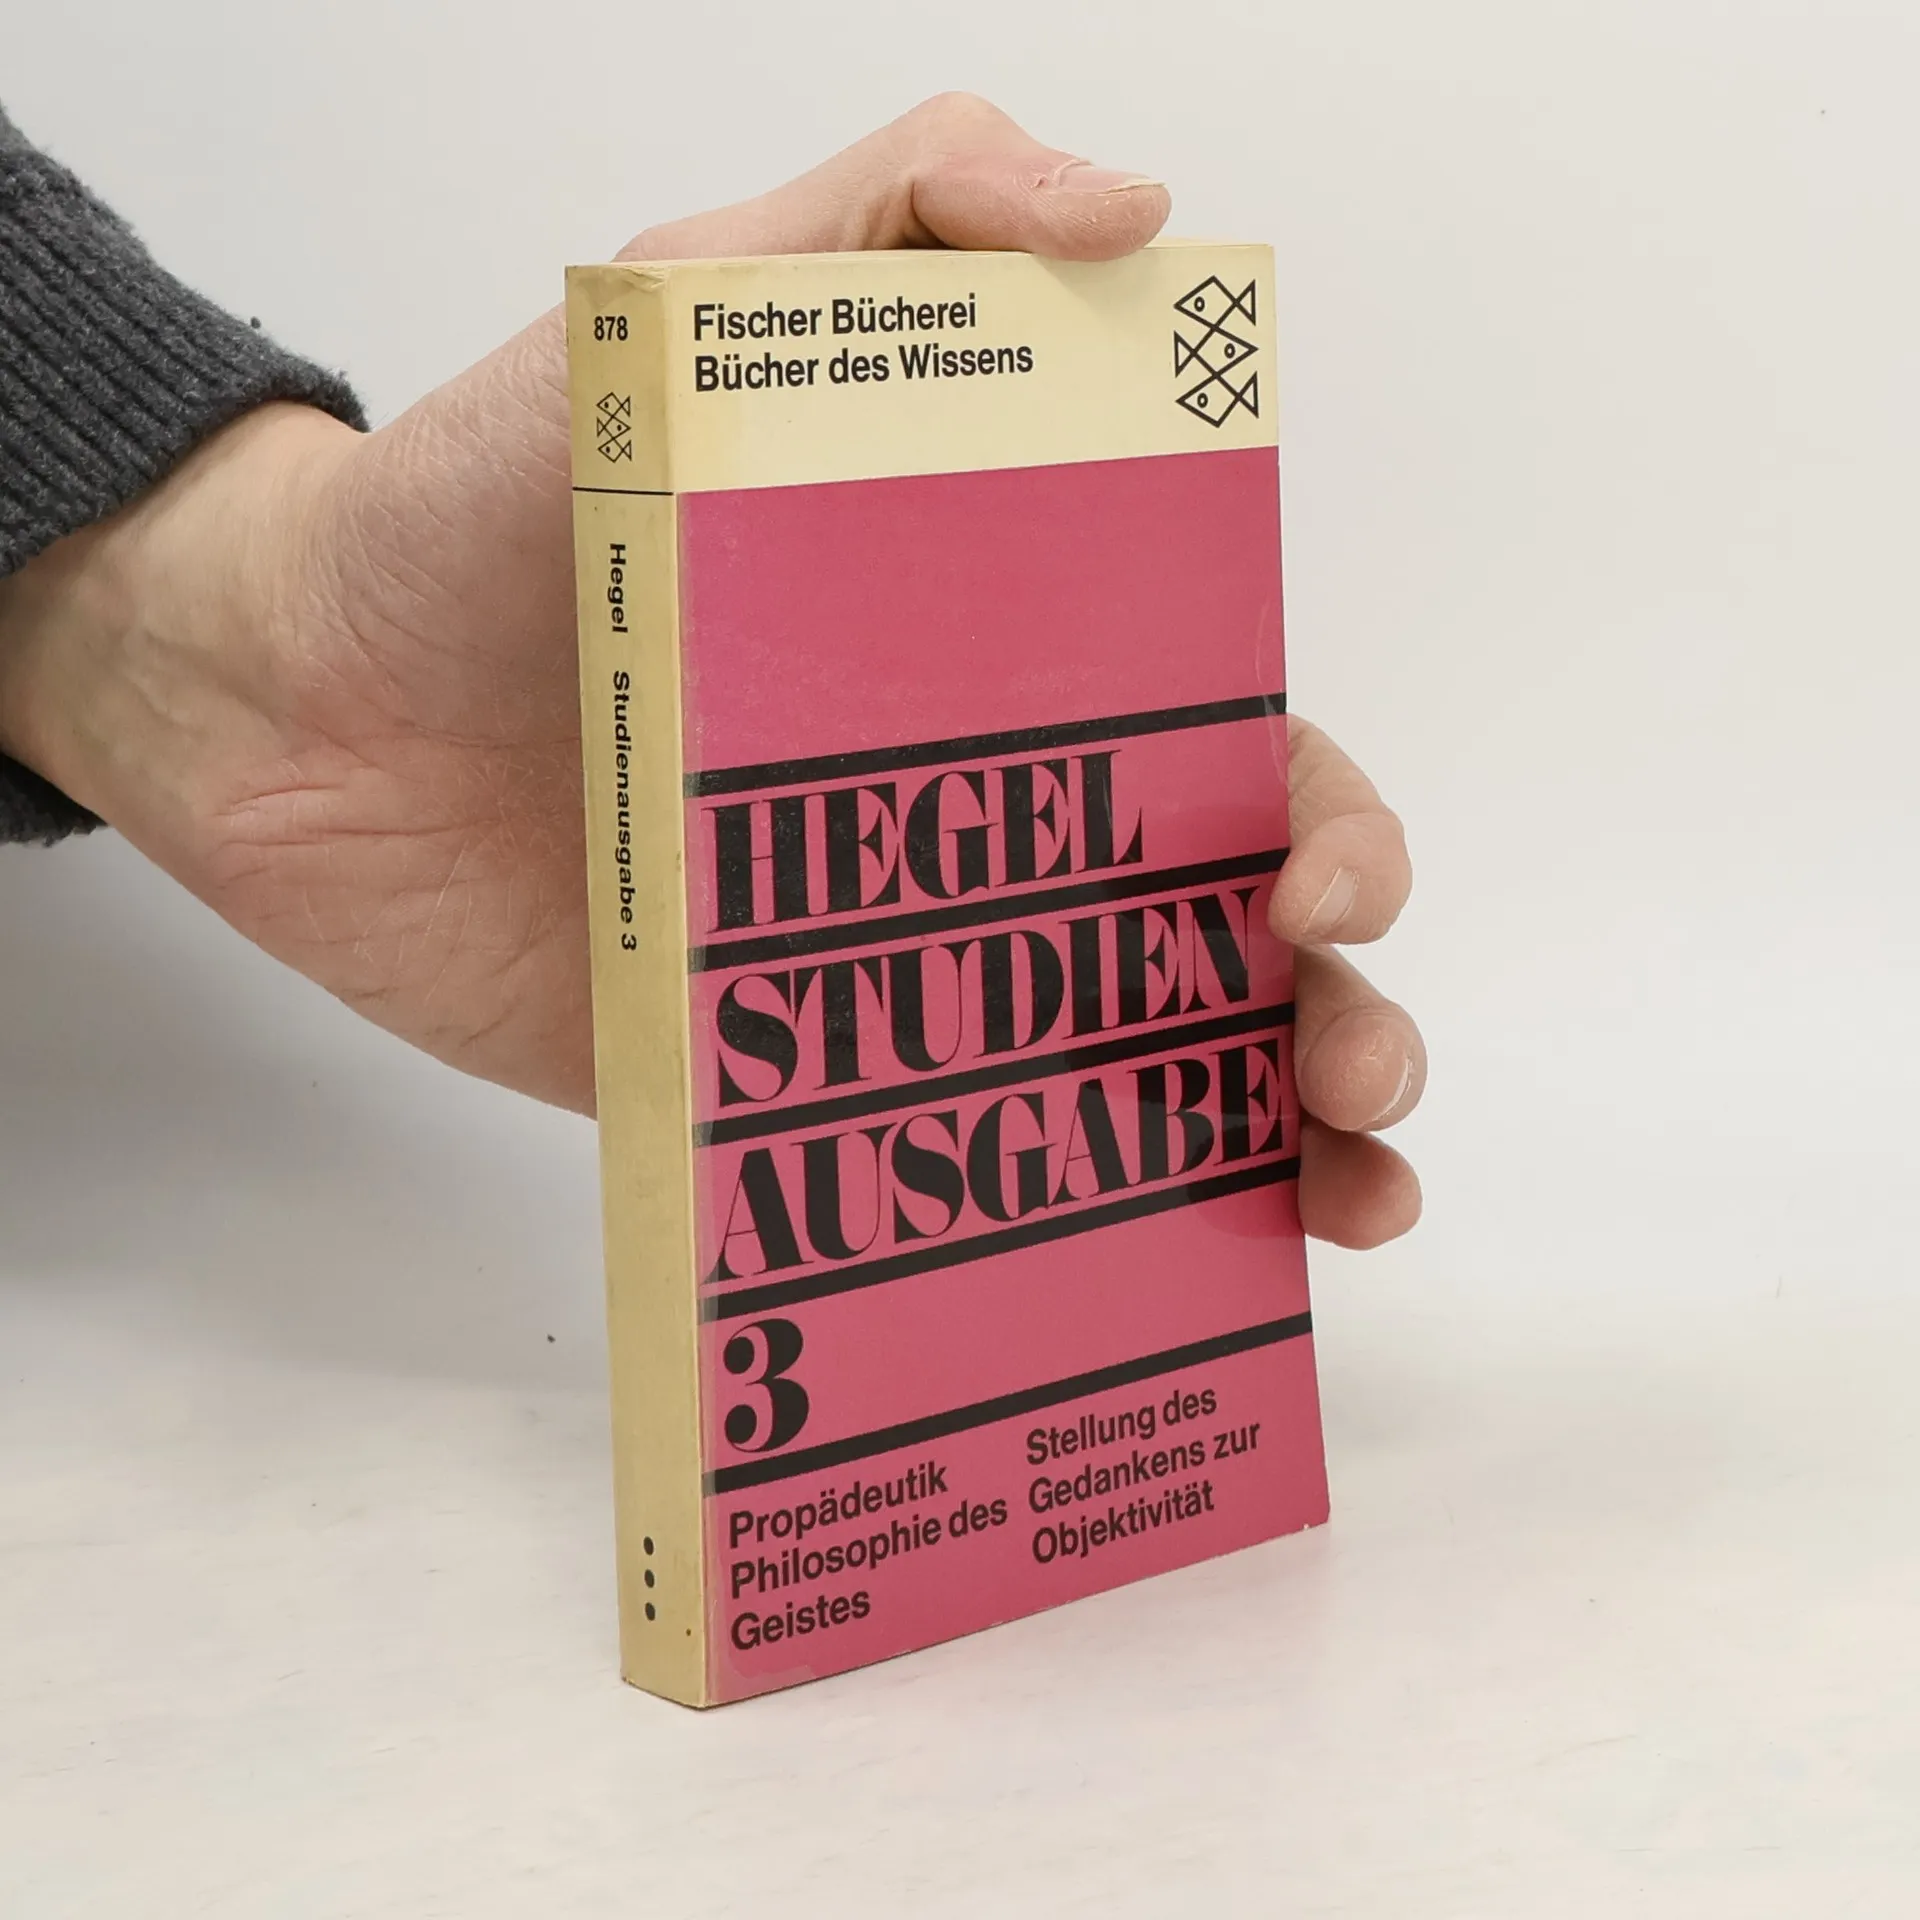 878
Hegel Studienausgabe 3
Fischer Bücherei
Bücher des Wissens
HEGEL
STUDIEN
AUSGABE
3
Propädeutik
Philosophie des
Geistes
Stellung des
Gedankens zur
Objektivität